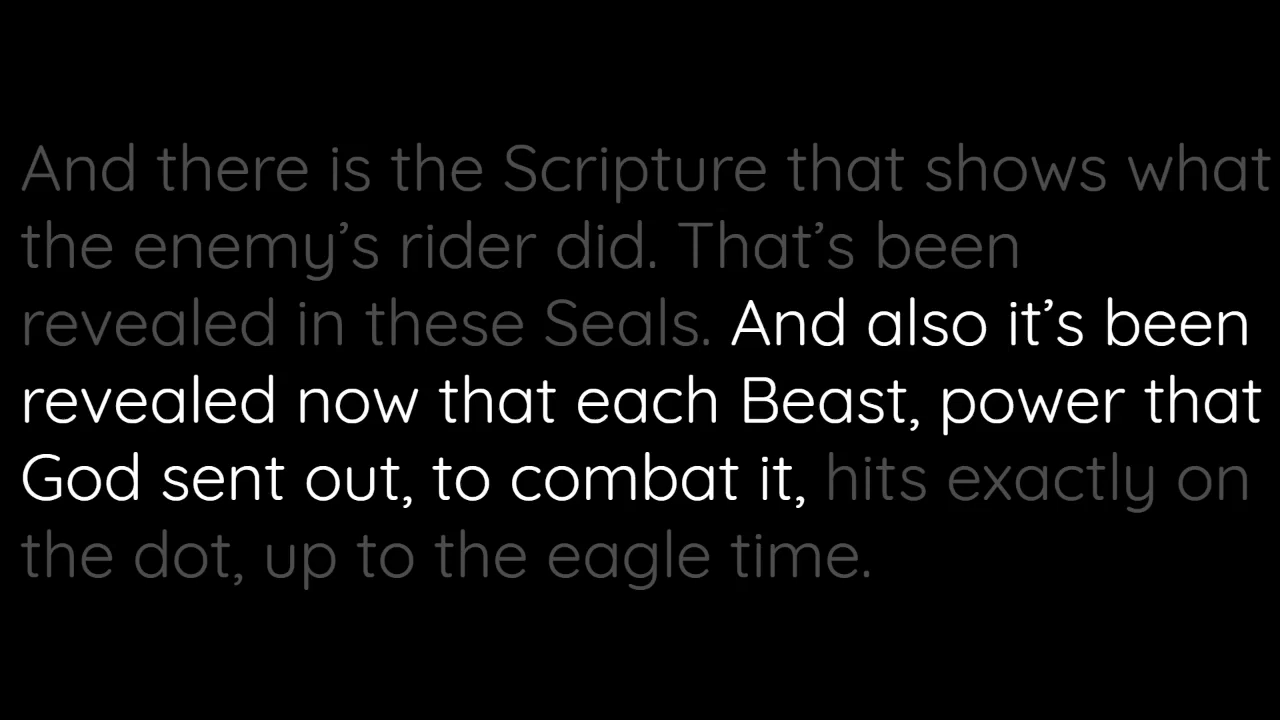 And there is the Scripture that shows what
the enemy’s rider did. That’s been
revealed in these Seals. And also it’s been
revealed now that each Beast, power that
God sent out, to combat it, hits exactly on
the dot, up to the eagle time.